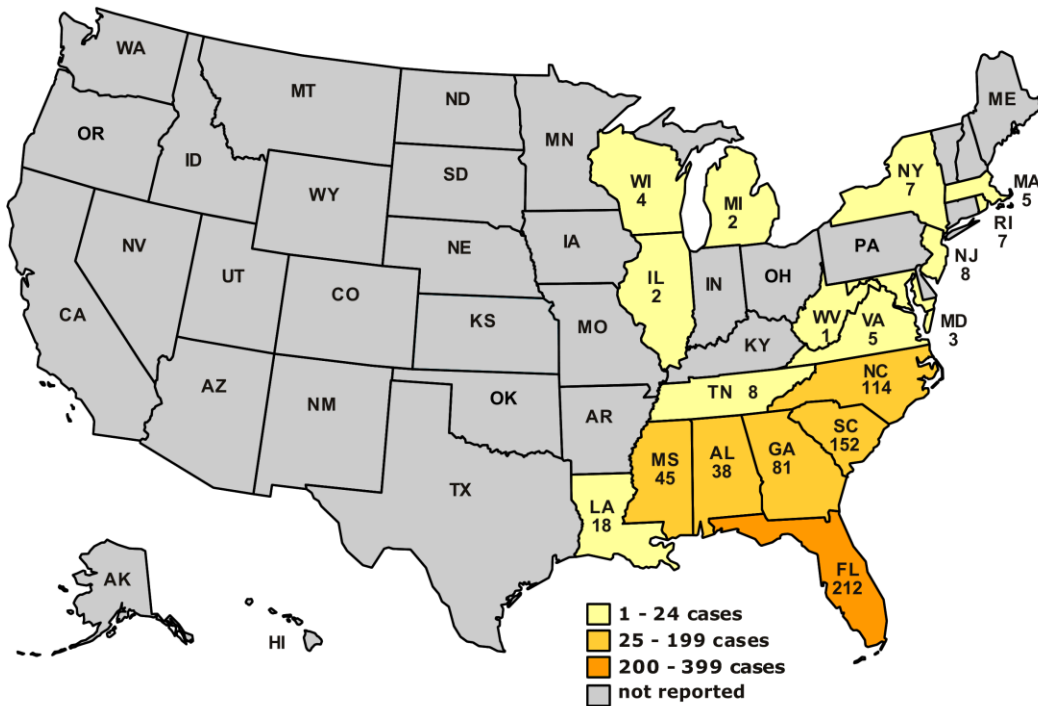 WA
MT
ND
MN
ME
OR
ID
SD
WI
4
MI
2
NY
7
MA
5
RI
7
WY
NJ
8
IA
NE
PA
NV
UT
CO
IL
2
IN
OH
WV
1
VA
5
MD
3
CA
KS
MO
KY
NC
114
AZ
NM
OK
AR
TN 8
SC
152
MS
45
AL
38
GA
81
TX
LA
18
FL
212
AK
HI
1 - 24 cases
25 - 199 cases
200 - 399 cases
not reported